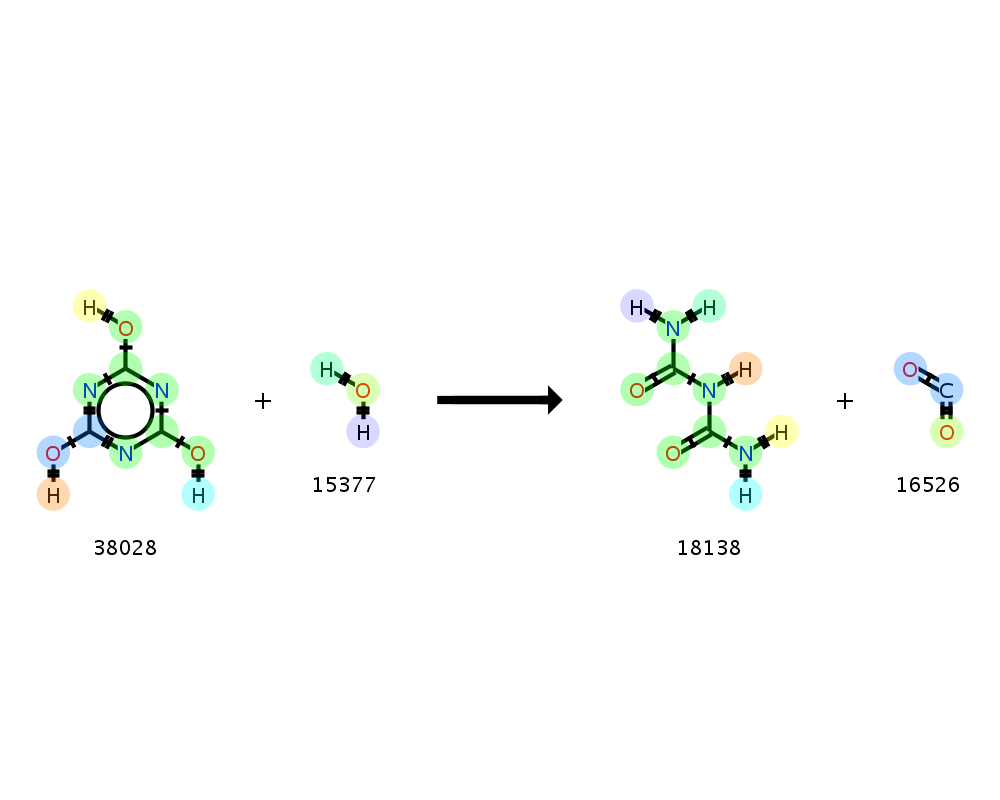 H O N N O N O H H
+
H O H
15377
38028
H N H O N H O N H H
18138
+
O C O
16526